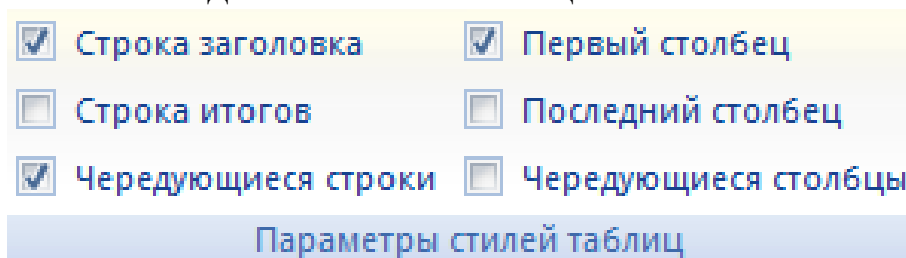 Строка заголовка Первый столбец
Строка итогов Последний столбец
Чередующиеся строки Чередующиеся столбцы
Параметры стилей таблиц